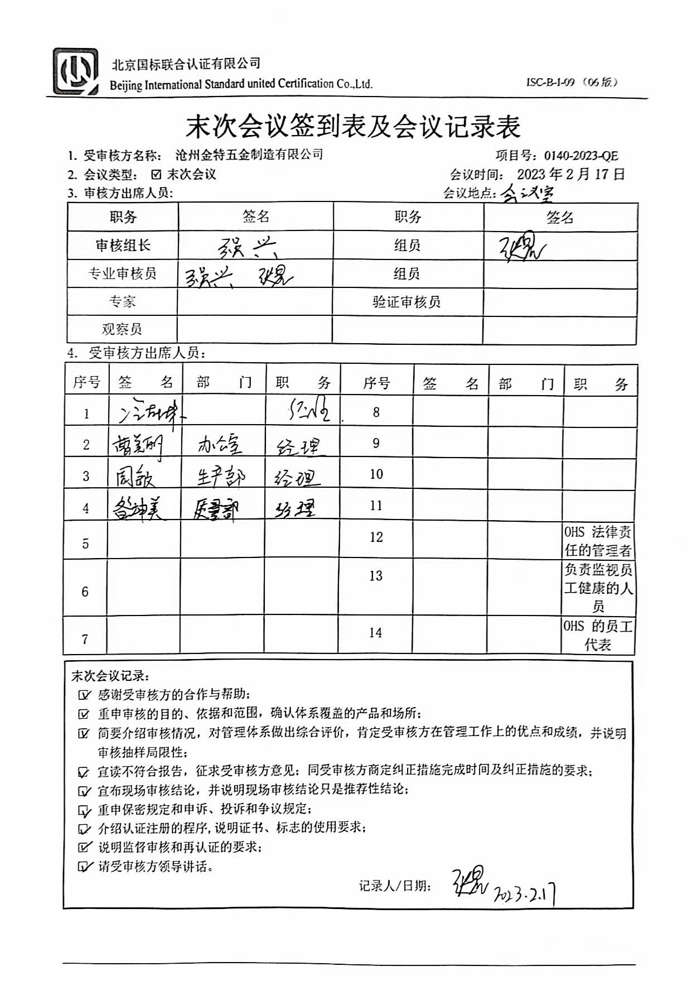 北京国标联合认证有限公司
Beijing International Standard united Certification Co.,Ltd.
ISC-B-I-09（06版）
末次会议签到表及会议记录表
1. 受审核方名称： 沧州金特五金制造有限公司 项目号：0140-2023-QE
2. 会议类型： ☑ 末次会议 会议时间： 2023 年 2 月 17 日
3. 审核方出席人员： 会议地点：会议室
职务 签名 职务 签名
审核组长 组员
专业审核员 组员
专家 验证审核员
观察员
4. 受审核方出席人员：
序号 签 名 部 门 职 务 序号 签 名 部 门 职 务
1 经理 8
2 办公室 经理 9
3 周敏 生产部 经理 10
4 质量部 经理 11
5 12 OHS 法律责
任的管理者
6 13 负责监视员
工健康的人
员
7 14 OHS 的员工
代表
末次会议记录：
☑ 感谢受审核方的合作与帮助；
☑ 重申审核的目的、依据和范围，确认体系覆盖的产品和场所；
☑ 简要介绍审核情况，对管理体系做出综合评价，肯定受审核方在管理工作上的优点和成绩，并说明
审核抽样局限性；
☑ 宣读不符合报告，征求受审核方意见；同受审核方商定纠正措施完成时间及纠正措施的要求；
☑ 宣布现场审核结论，并说明现场审核结论只是推荐性结论；
☑ 重申保密规定和申诉、投诉和争议规定；
☑ 介绍认证注册的程序,说明证书、标志的使用要求；
☑ 说明监督审核和再认证的要求；
☑ 请受审核方领导讲话。
记录人/日期： 2023.2.17